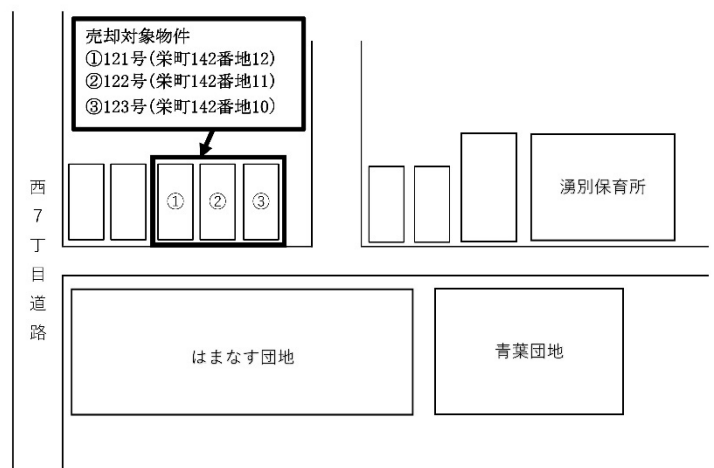 売却対象物件
①121号(栄町142番地12)
②122号(栄町142番地11)
③123号(栄町142番地10)
① ② ③
湧別保育所
西7丁目道路
はまなす団地
青葉団地